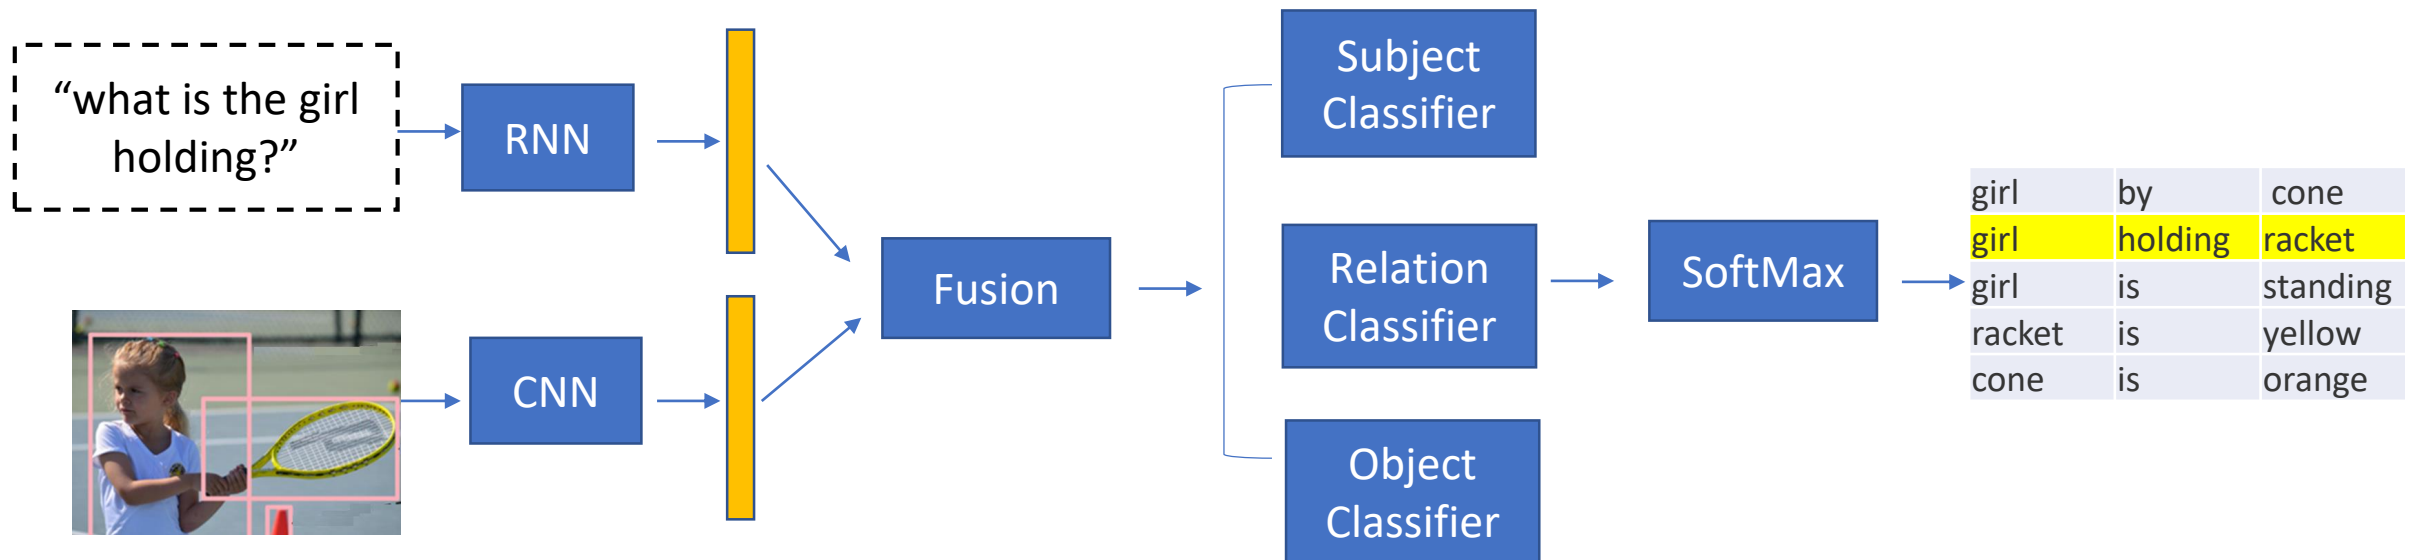 “what is the girl
holding?”
RNN
CNN
Fusion
Subject
Classifier
Relation
Classifier
Object
Classifier
SoftMax
girl by cone
girl holding racket
girl is standing
racket is yellow
cone is orange